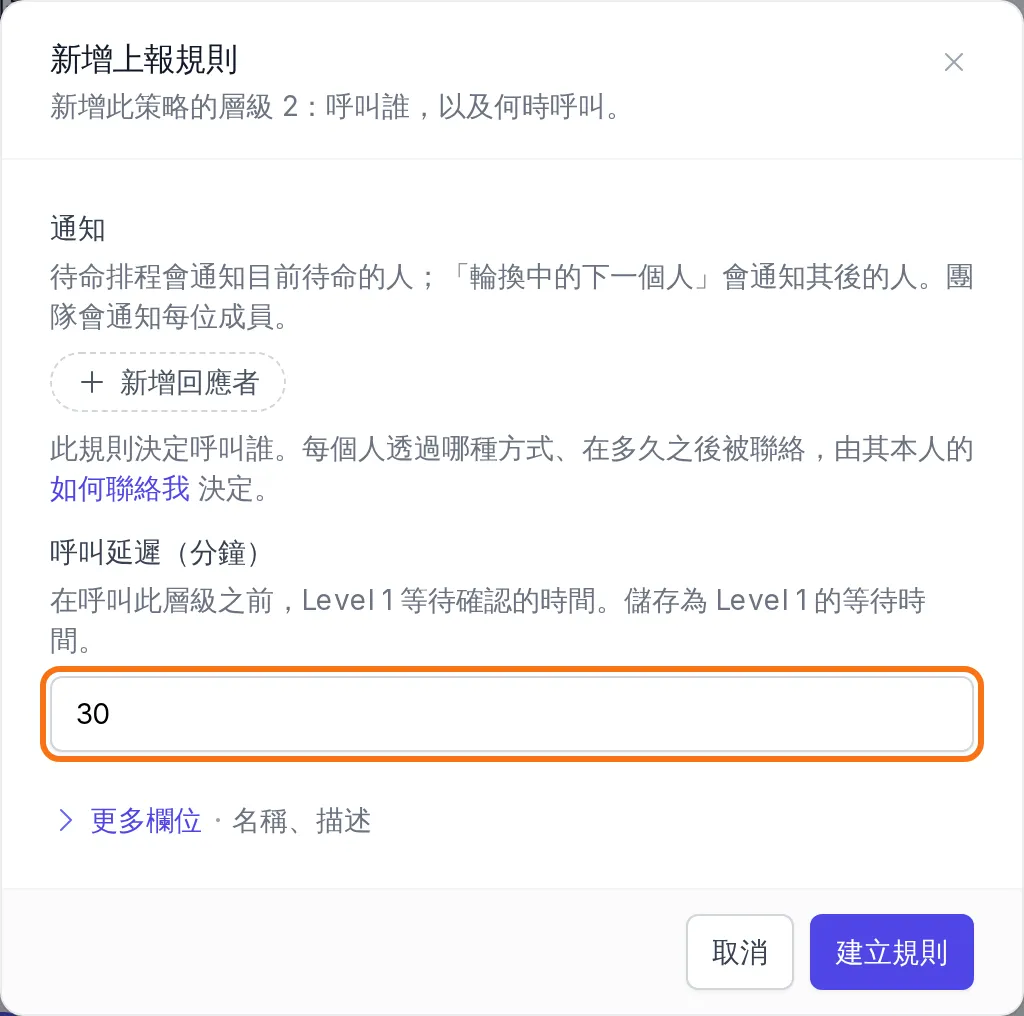 新增上報規則
新增此策略的層級 2：呼叫誰，以及何時呼叫。
通知
待命排程會通知目前待命的人；「輪換中的下一個人」會通知其後的人。團
隊會通知每位成員。
新增回應者
此規則決定呼叫誰。每個人透過哪種方式、在多久之後被聯絡，由其本人的
如何聯絡我 決定。
呼叫延遲（分鐘）
在呼叫此層級之前，Level 1 等待確認的時間。儲存為 Level 1 的等待時
間。
30
更多欄位 · 名稱、描述
取消
建立規則